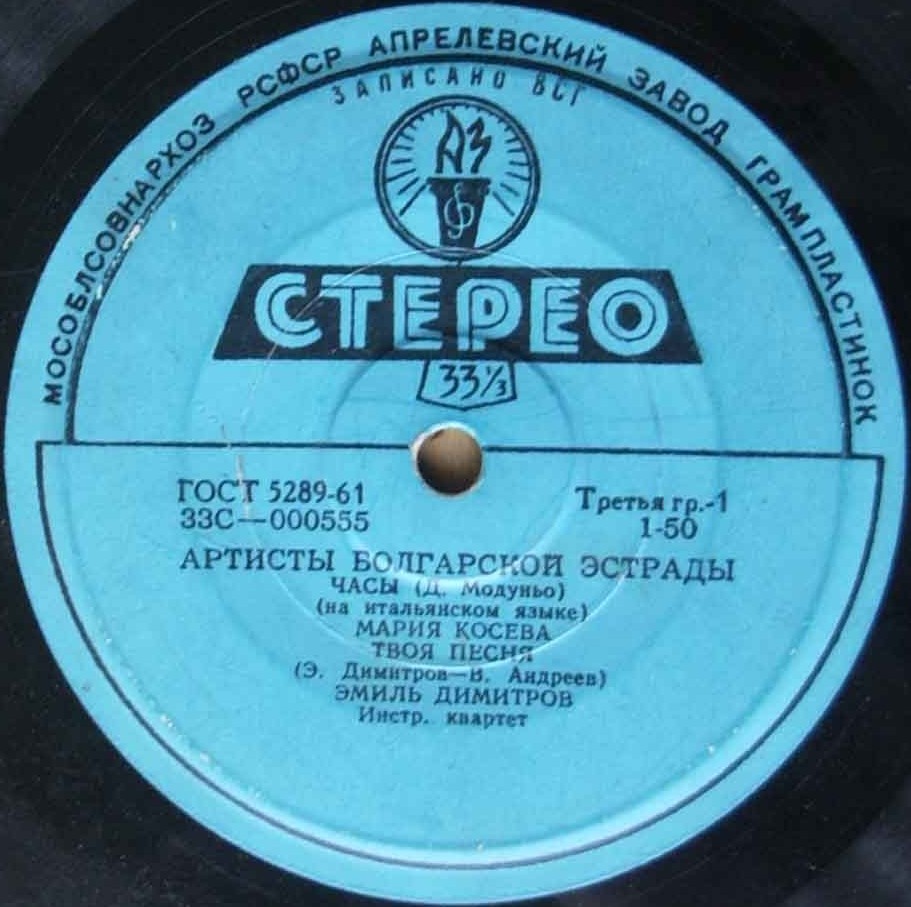 МОСОБЛСОВНАРХОЗ РСФСР АПРЕЛЕВСКИЙ ЗАВОД ГРАМПЛАСТИНОК
ЗАПИСАНО ВСГ
АЗ
СТЕРЕО
33⅓
ГОСТ 5289-61
Третья гр.-1
33С—000555
1-50
АРТИСТЫ БОЛГАРСКОЙ ЭСТРАДЫ
ЧАСЫ (Д. Модуньо)
(на итальянском языке)
МАРИЯ КОСЕВА
ТВОЯ ПЕСНЯ
(Э. Димитров—В. Андреев)
ЭМИЛЬ ДИМИТРОВ
Инстр. квартет